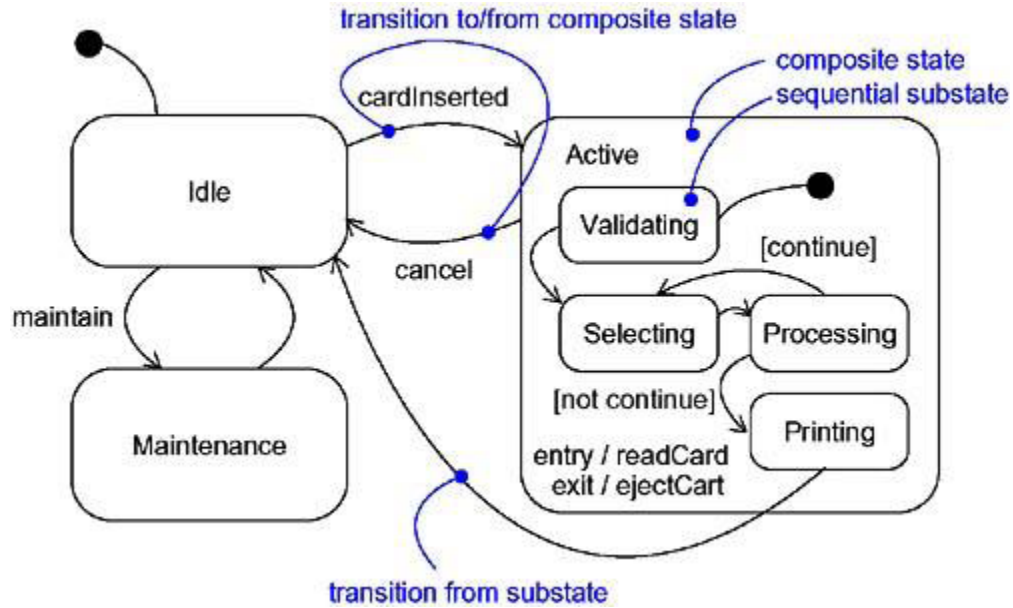 transition to/from composite state
composite state
sequential substate
cardInserted
Active
Idle
Validating
[continue]
cancel
maintain
Selecting
Processing
[not continue]
Printing
Maintenance
entry / readCard
exit / ejectCart
transition from substate